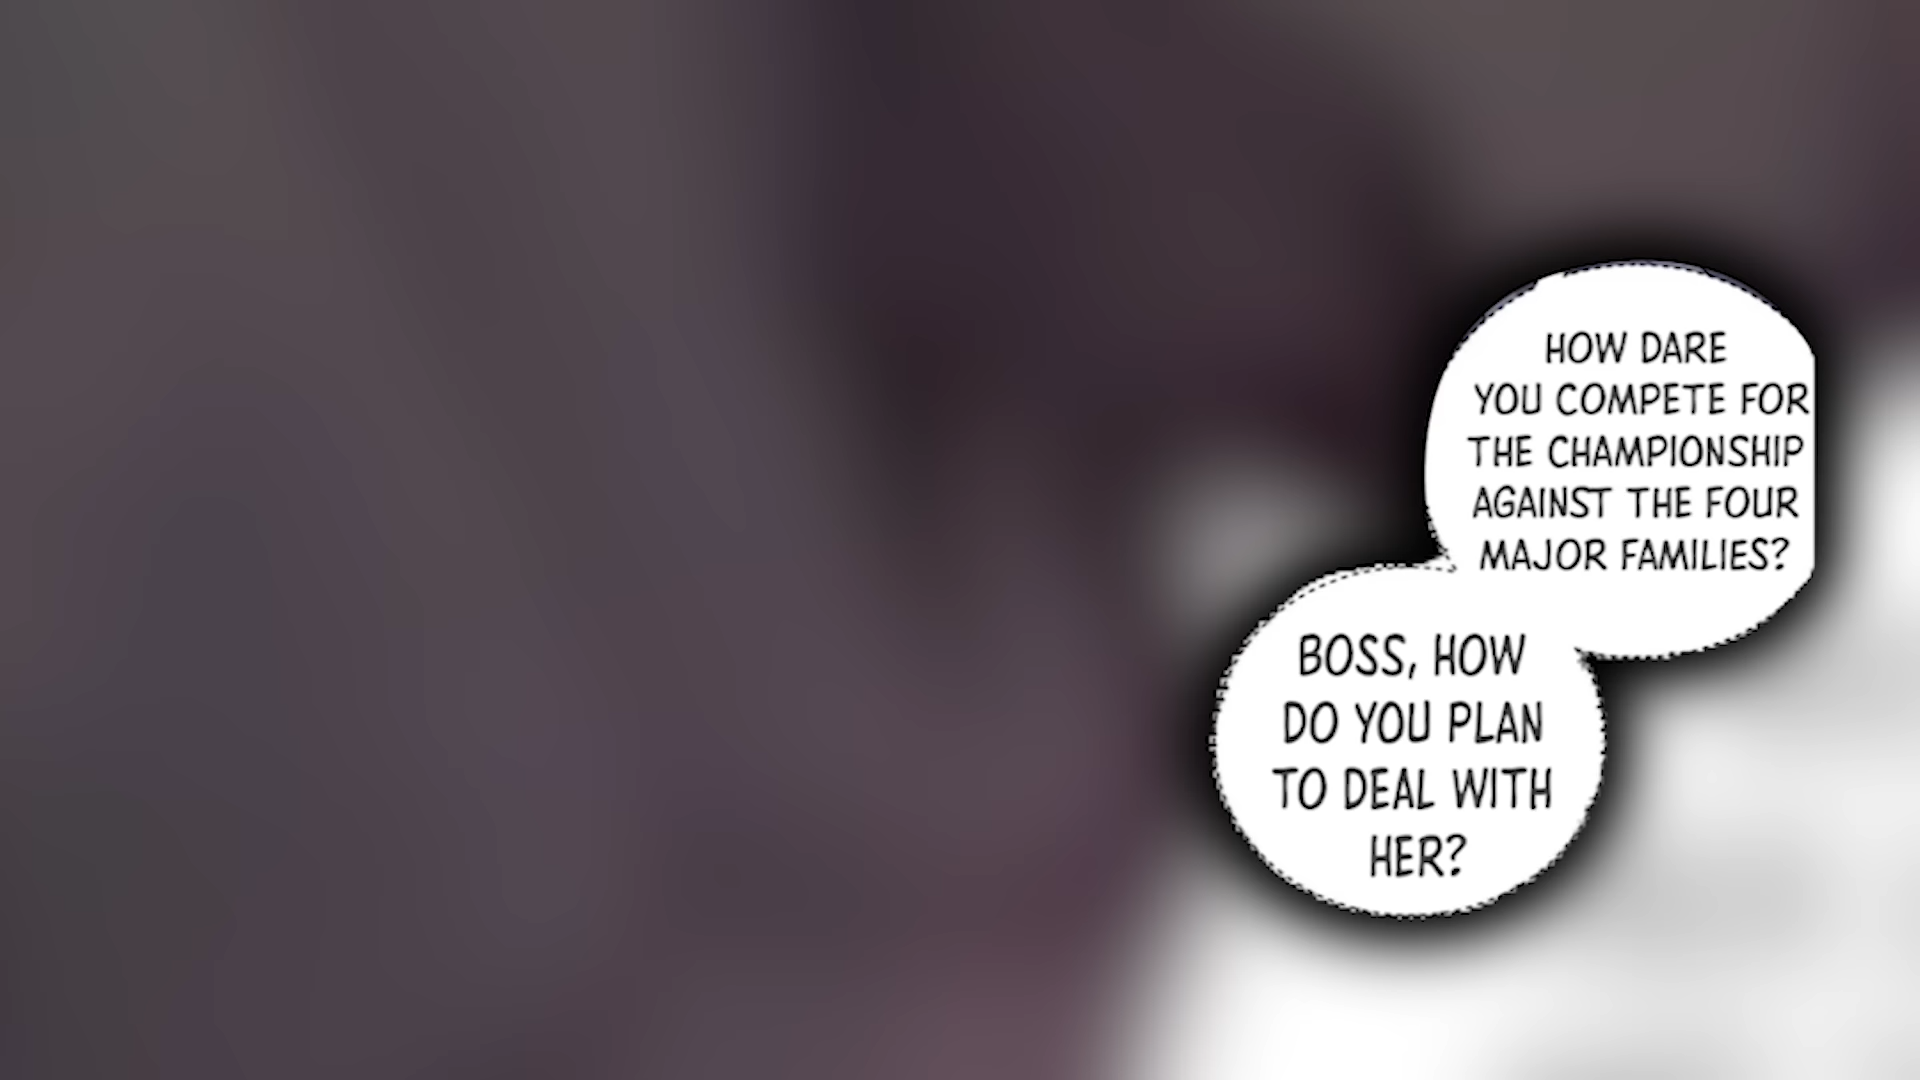 HOW DARE
YOU COMPETE FOR
THE CHAMPIONSHIP
AGAINST THE FOUR
MAJOR FAMILIES?
BOSS, HOW
DO YOU PLAN
TO DEAL WITH
HER?